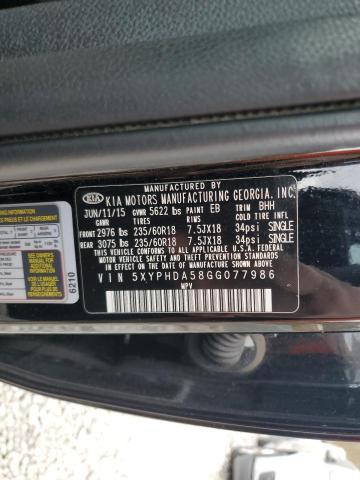 MANUFACTURED BY
KIA KIA MOTORS MANUFACTURING GEORGIA, INC.
JUN/11/15 GVWR 5622 lbs PAINT EB TRIM BHH
GAWR TIRES RIMS COLD TIRE INFL.
FRONT 2976 lbs 235/60R18 7.5JX18 34psi SINGLE
REAR 3075 lbs 235/60R18 7.5JX18 34psi SINGLE
THIS VEHICLE CONFORMS TO ALL APPLICABLE U.S.A. FEDERAL
MOTOR VEHICLE SAFETY STANDARDS IN EFFECT ON THE DATE OF
MANUFACTURE SHOWN ABOVE.
VIN 5XYPHDA58GG077986
MPV
6210